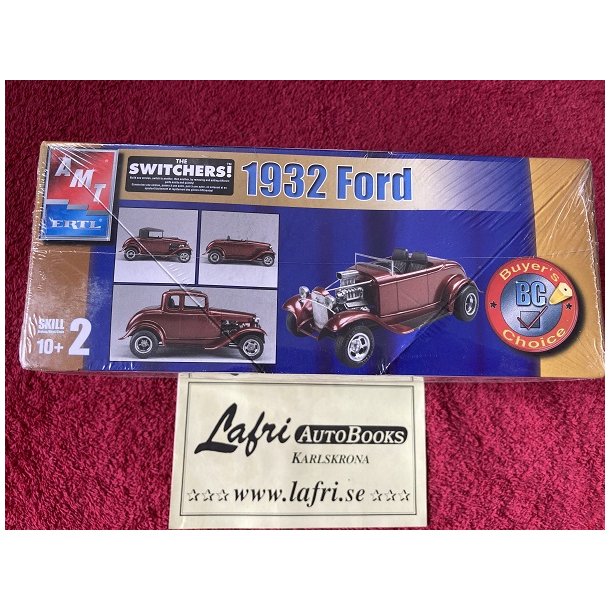 AMT
ERTL
THE
SWITCHERS!
1932 Ford
SKILL 2
10+
Buyer's
BC
Choice
Lafri AUTOBOOKS
KARLSKRONA
www.lafri.se